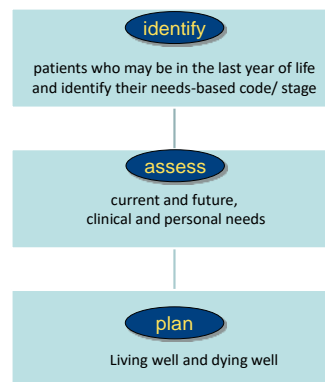 identify
patients who may be in the last year of life
and identify their needs-based code/ stage
assess
current and future,
clinical and personal needs
plan
Living well and dying well